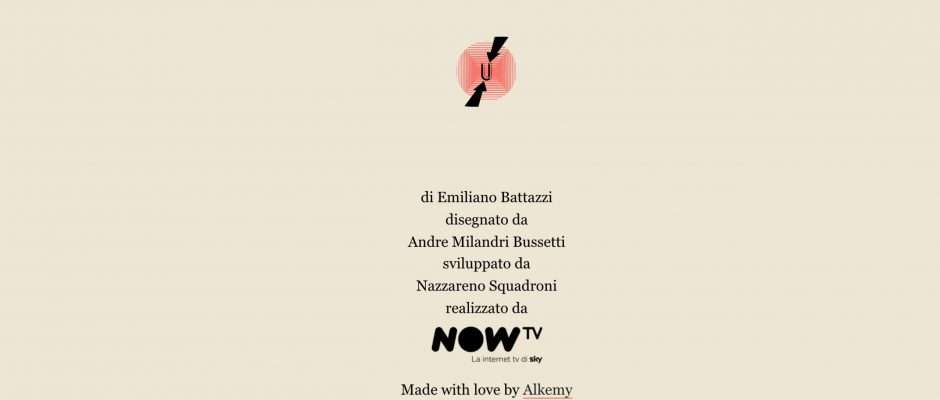 U
di Emiliano Battazzi
disegnato da
Andre Milandri Bussetti
sviluppato da
Nazzareno Squadroni
realizzato da
NOW TV
La internet tv di sky
Made with love by Alkemy